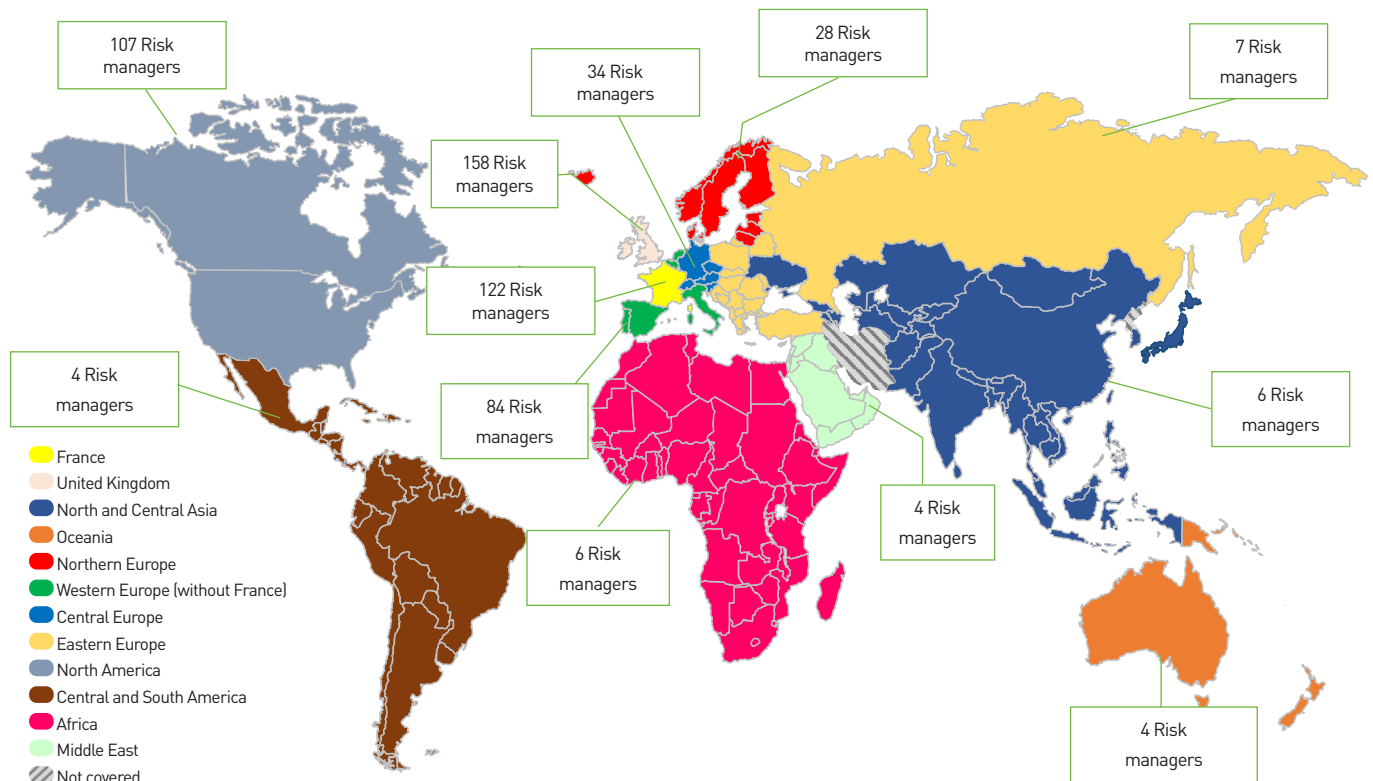 107 Risk
managers
34 Risk
managers
28 Risk
managers
7 Risk
managers
158 Risk
managers
122 Risk
managers
4 Risk
managers
84 Risk
managers
6 Risk
managers
4 Risk
managers
6 Risk
managers
4 Risk
managers
France
United Kingdom
North and Central Asia
Oceania
Northern Europe
Western Europe (without France)
Central Europe
Eastern Europe
North America
Central and South America
Africa
Middle East
Not covered